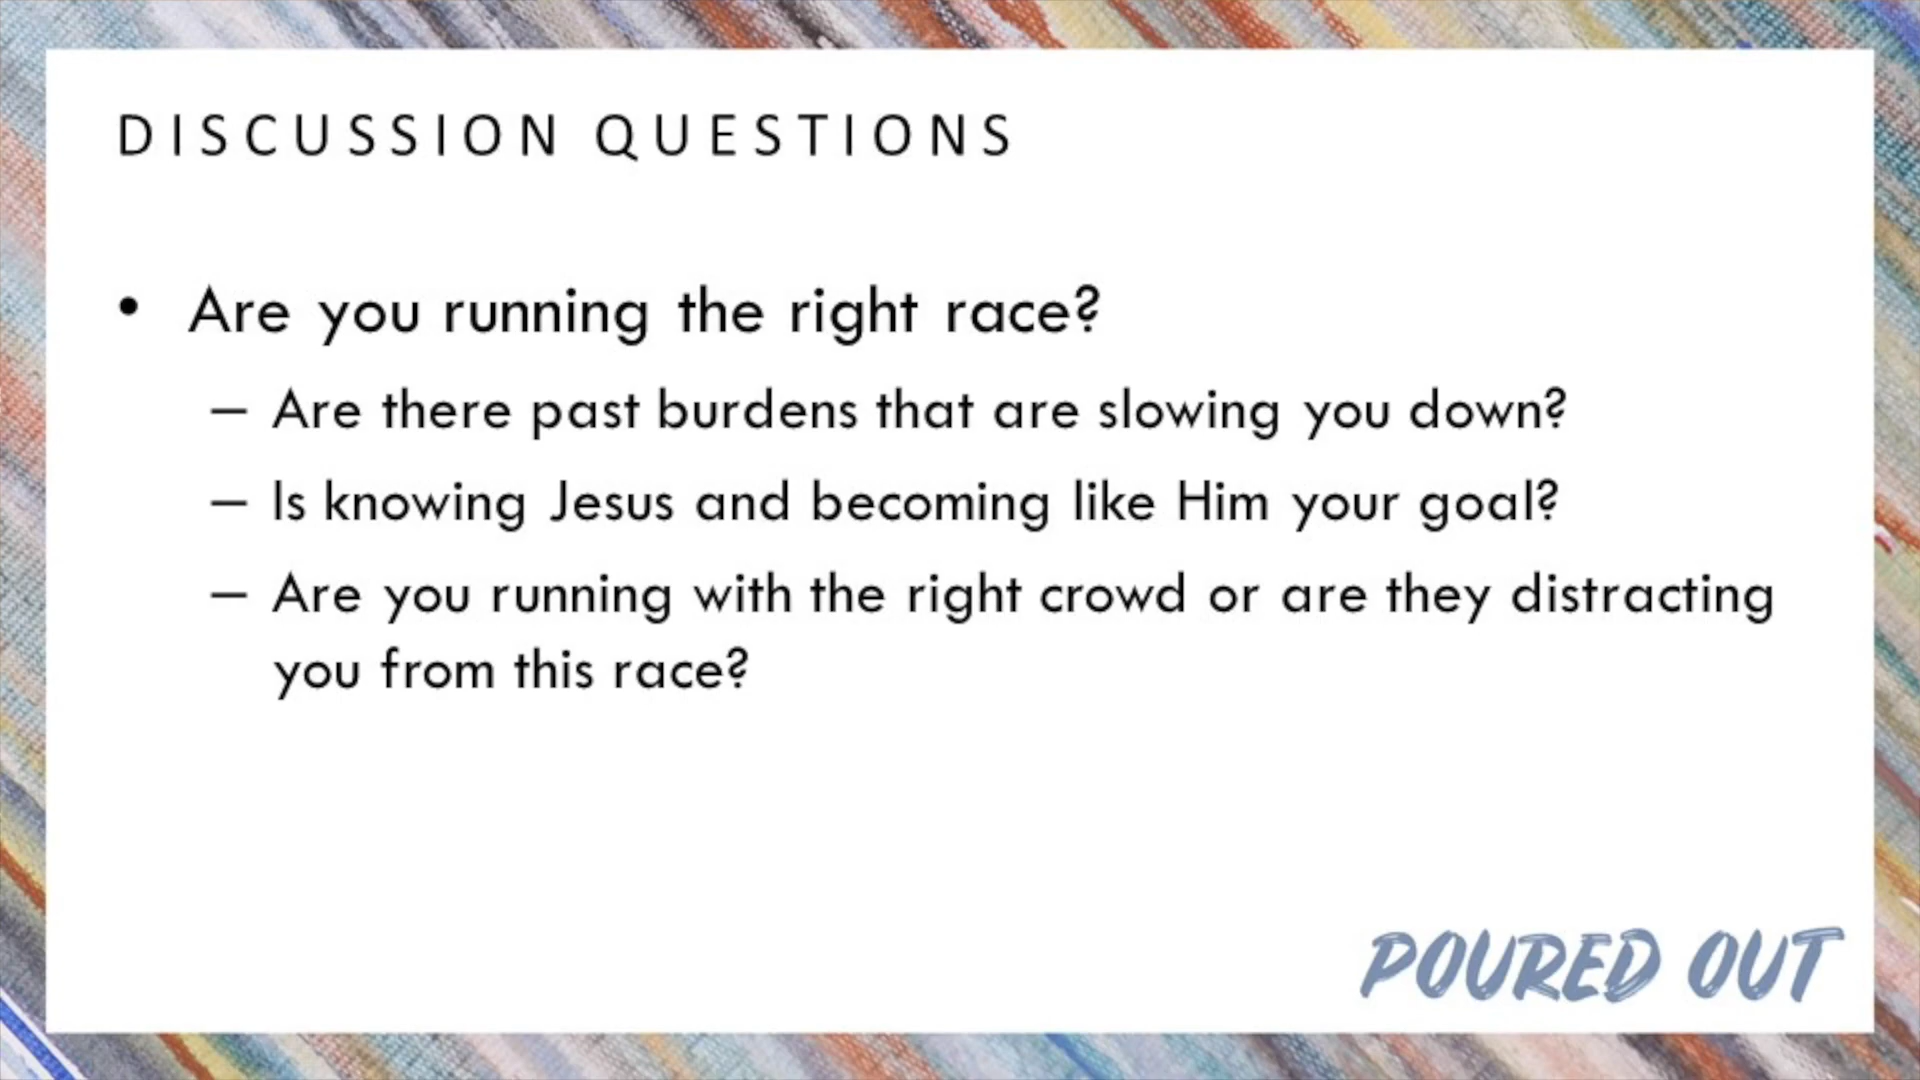 DISCUSSION QUESTIONS
• Are you running the right race?
– Are there past burdens that are slowing you down?
– Is knowing Jesus and becoming like Him your goal?
– Are you running with the right crowd or are they distracting
you from this race?
POURED OUT